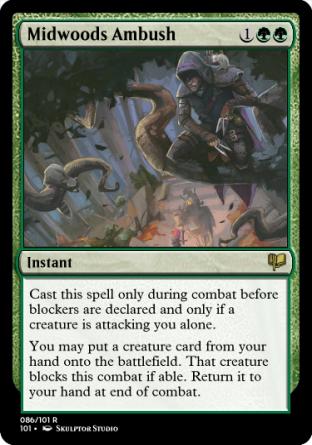 Midwoods Ambush 1
Instant
Cast this spell only during combat before
blockers are declared and only if a
creature is attacking you alone.
You may put a creature card from your
hand onto the battlefield. That creature
blocks this combat if able. Return it to
your hand at end of combat.
086/101 R
101 • Skulptor Studio